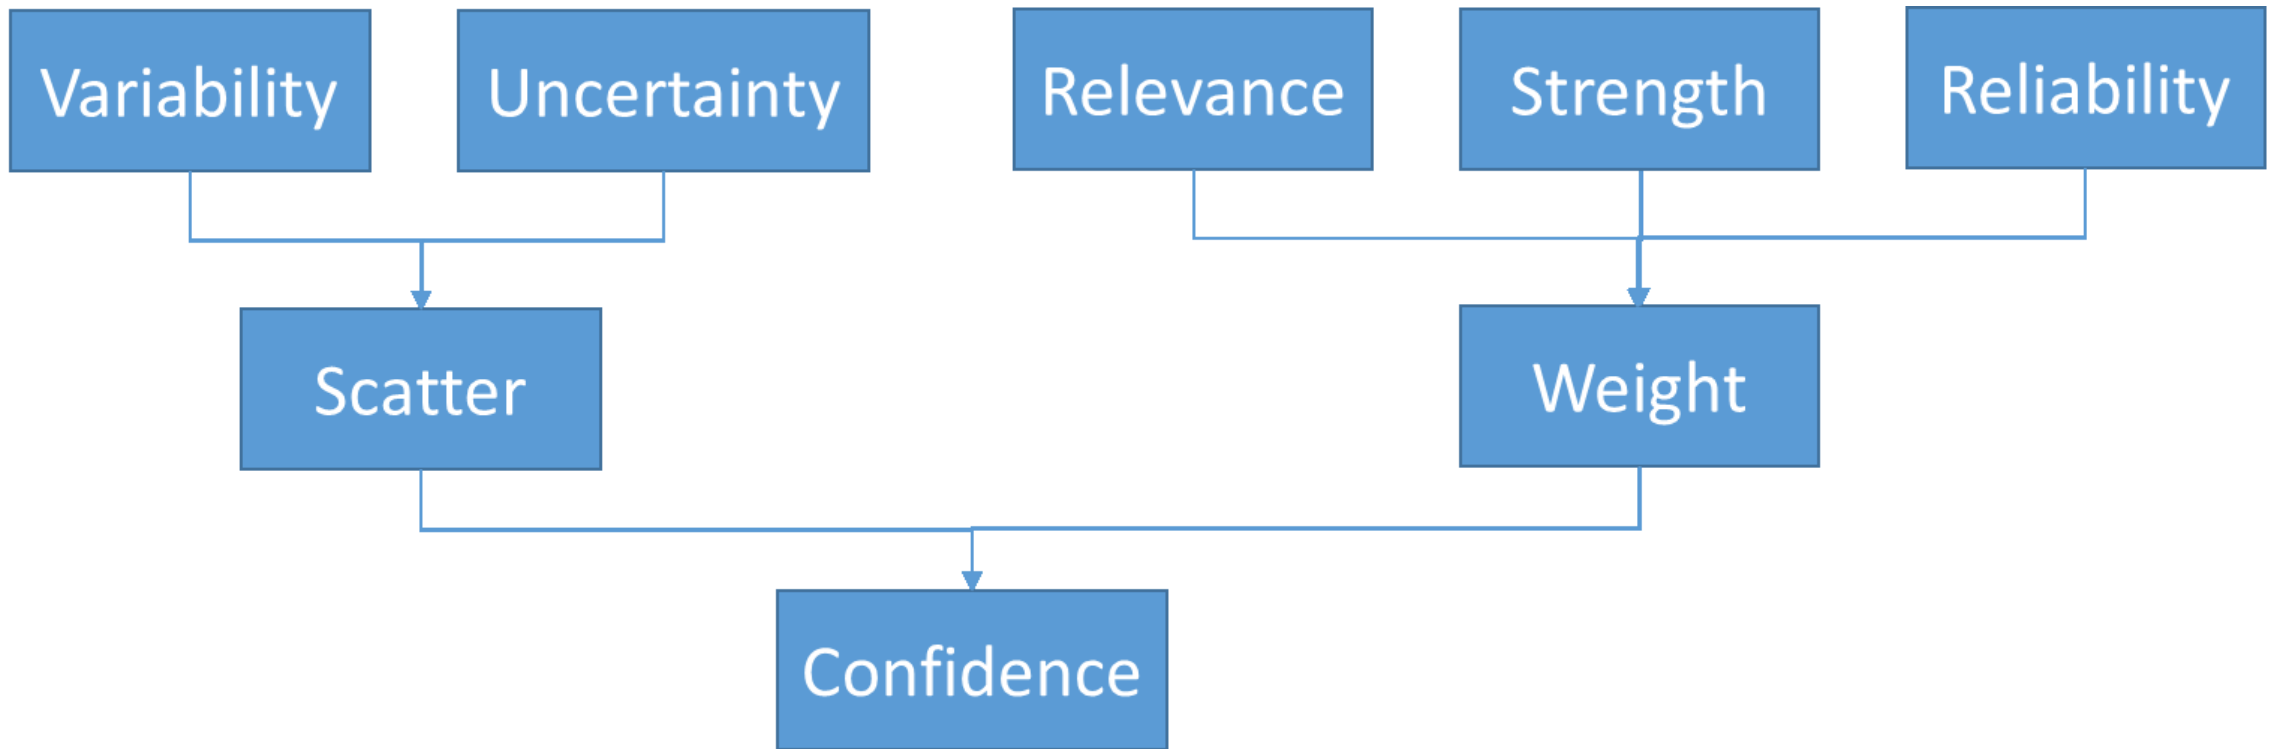 Variability
Uncertainty
Relevance
Strength
Reliability
Scatter
Weight
Confidence